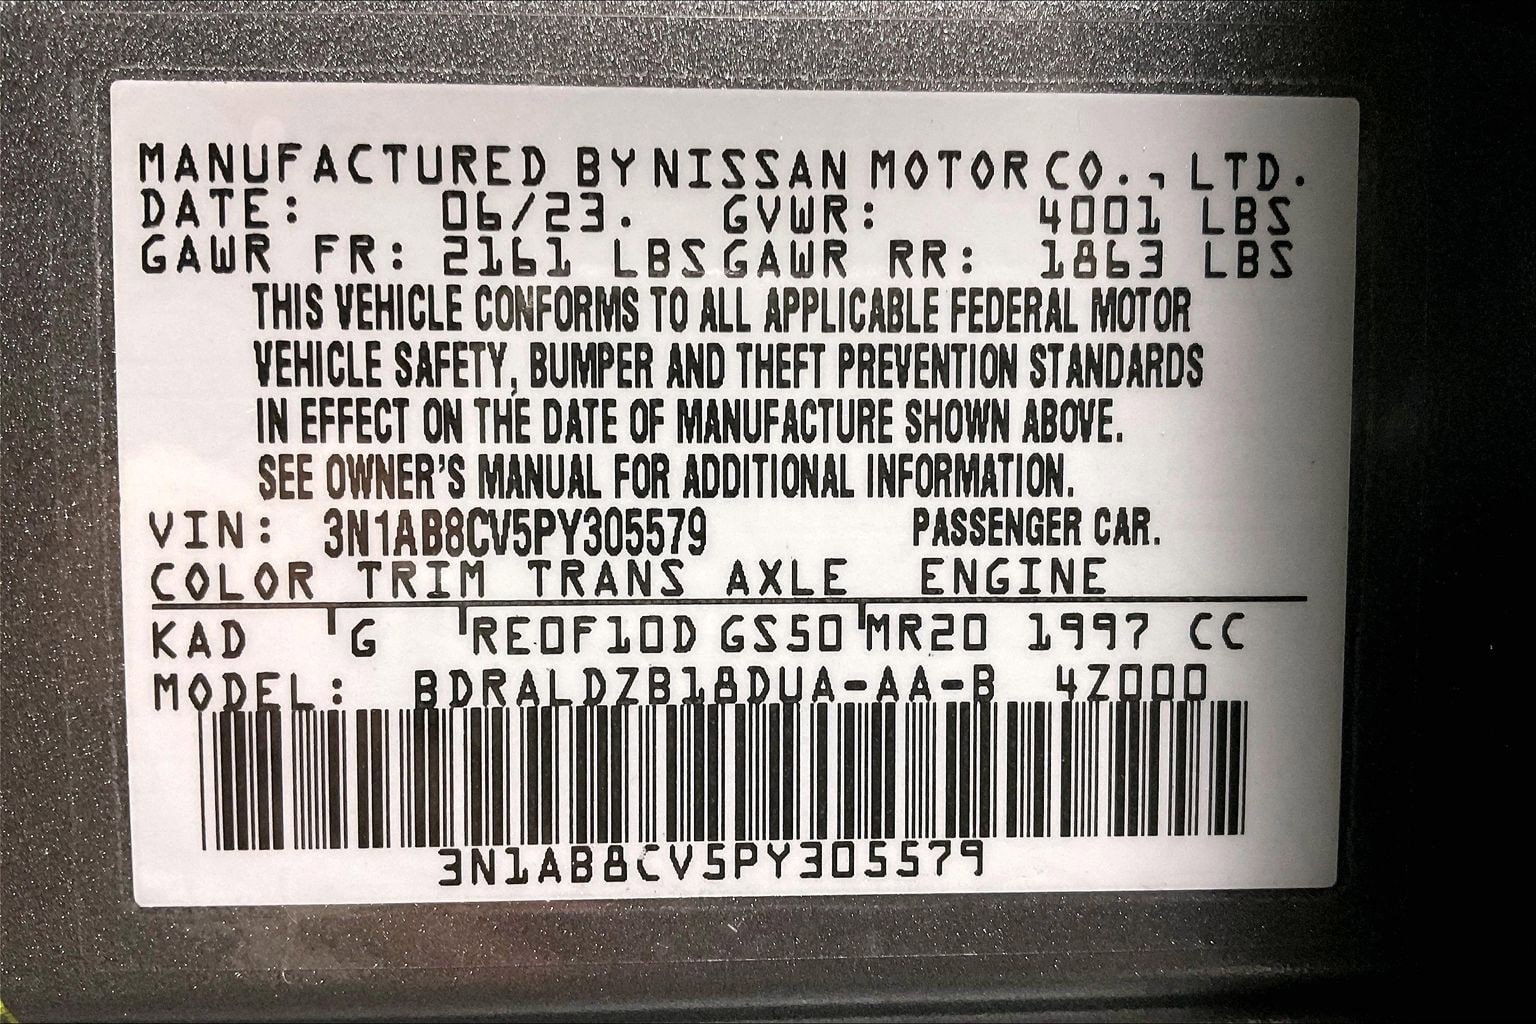 MANUFACTURED BY NISSAN MOTOR CO., LTD.
DATE: 06/23. GVWR: 4001 LBS
GAWR FR: 2161 LBS GAWR RR: 1863 LBS
THIS VEHICLE CONFORMS TO ALL APPLICABLE FEDERAL MOTOR
VEHICLE SAFETY, BUMPER AND THEFT PREVENTION STANDARDS
IN EFFECT ON THE DATE OF MANUFACTURE SHOWN ABOVE.
SEE OWNER'S MANUAL FOR ADDITIONAL INFORMATION.
VIN: 3N1AB8CV5PY305579 PASSENGER CAR.
COLOR TRIM TRANS AXLE ENGINE
KAD G RE0F10D GS50 MR20 1997 CC
MODEL: BDRALDZB18DUA-AA-B 4Z000
3N1AB8CV5PY305579